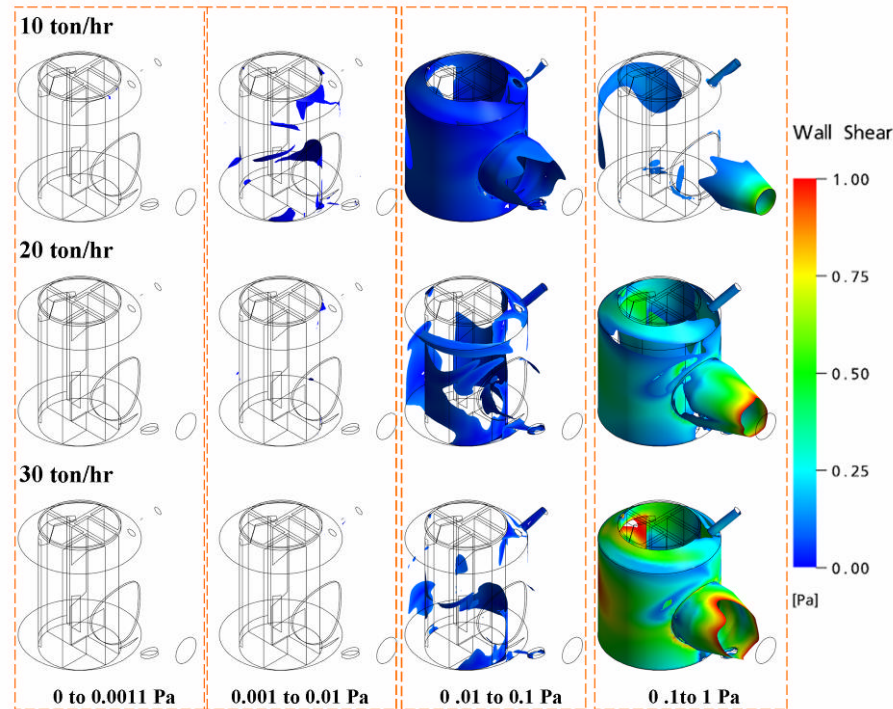 10 ton/hr
20 ton/hr
30 ton/hr
0 to 0.0011 Pa
0.001 to 0.01 Pa
0 .01 to 0.1 Pa
0 .1to 1 Pa
Wall Shear
1.00
0.75
0.50
0.25
0.00
[Pa]